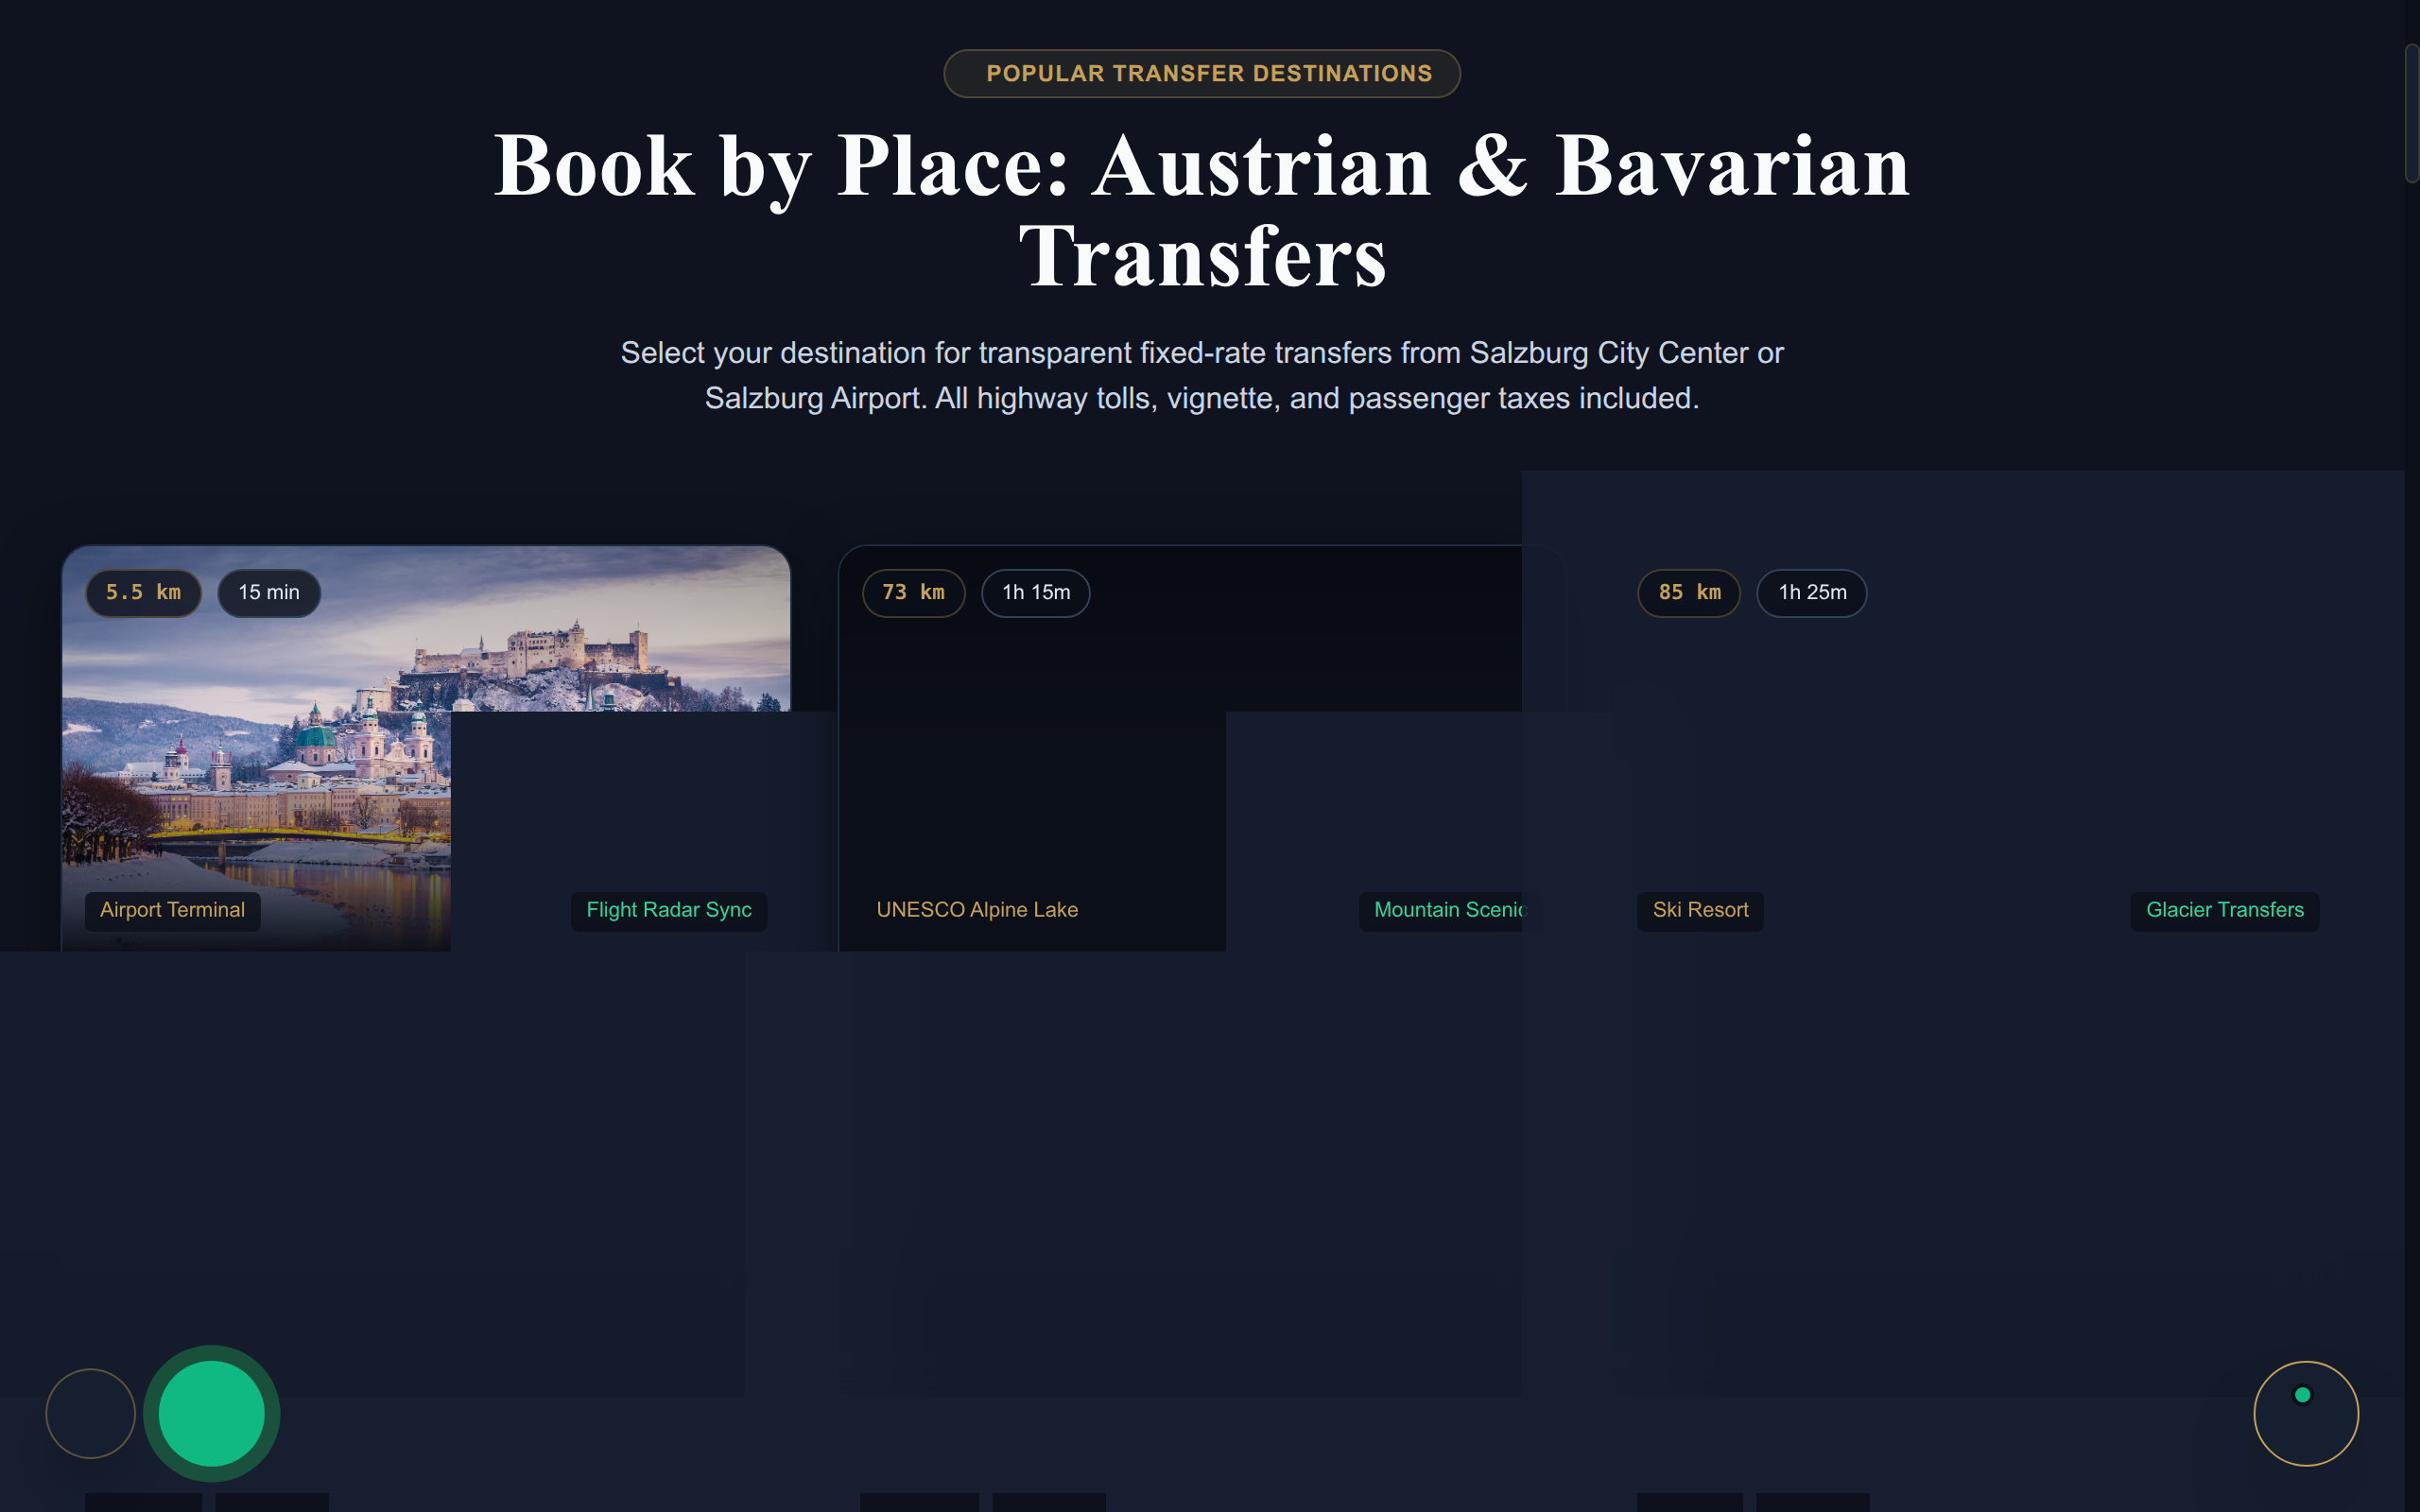 POPULAR TRANSFER DESTINATIONS
Book by Place: Austrian & Bavarian
Transfers
Select your destination for transparent fixed-rate transfers from Salzburg City Center or
Salzburg Airport. All highway tolls, vignette, and passenger taxes included.
5.5 km
15 min
73 km
1h 15m
85 km
1h 25m
Airport Terminal
Flight Radar Sync
UNESCO Alpine Lake
Mountain Scenic
Ski Resort
Glacier Transfers